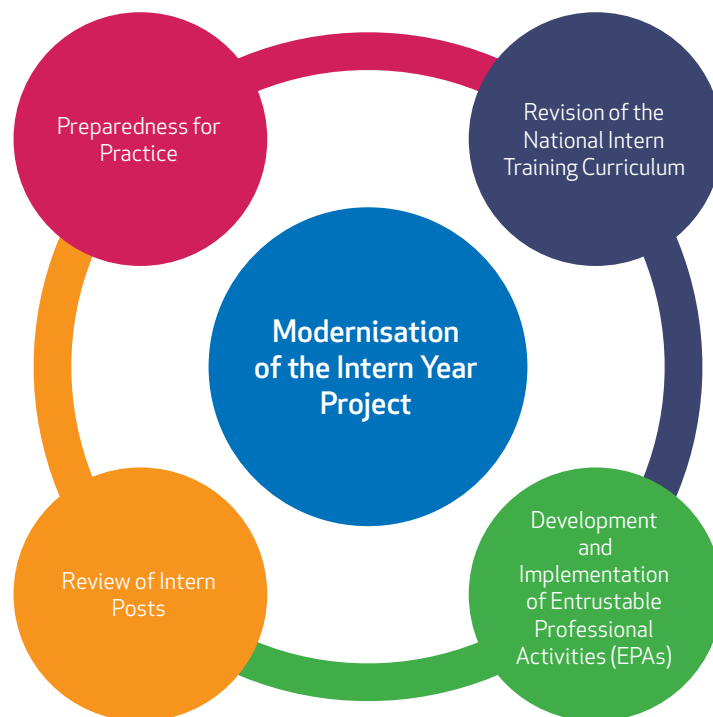 Preparedness for
Practice
Revision of the
National Intern
Training Curriculum
Modernisation
of the Intern Year
Project
Review of Intern
Posts
Development
and
Implementation
of Entrustable
Professional
Activities (EPAs)